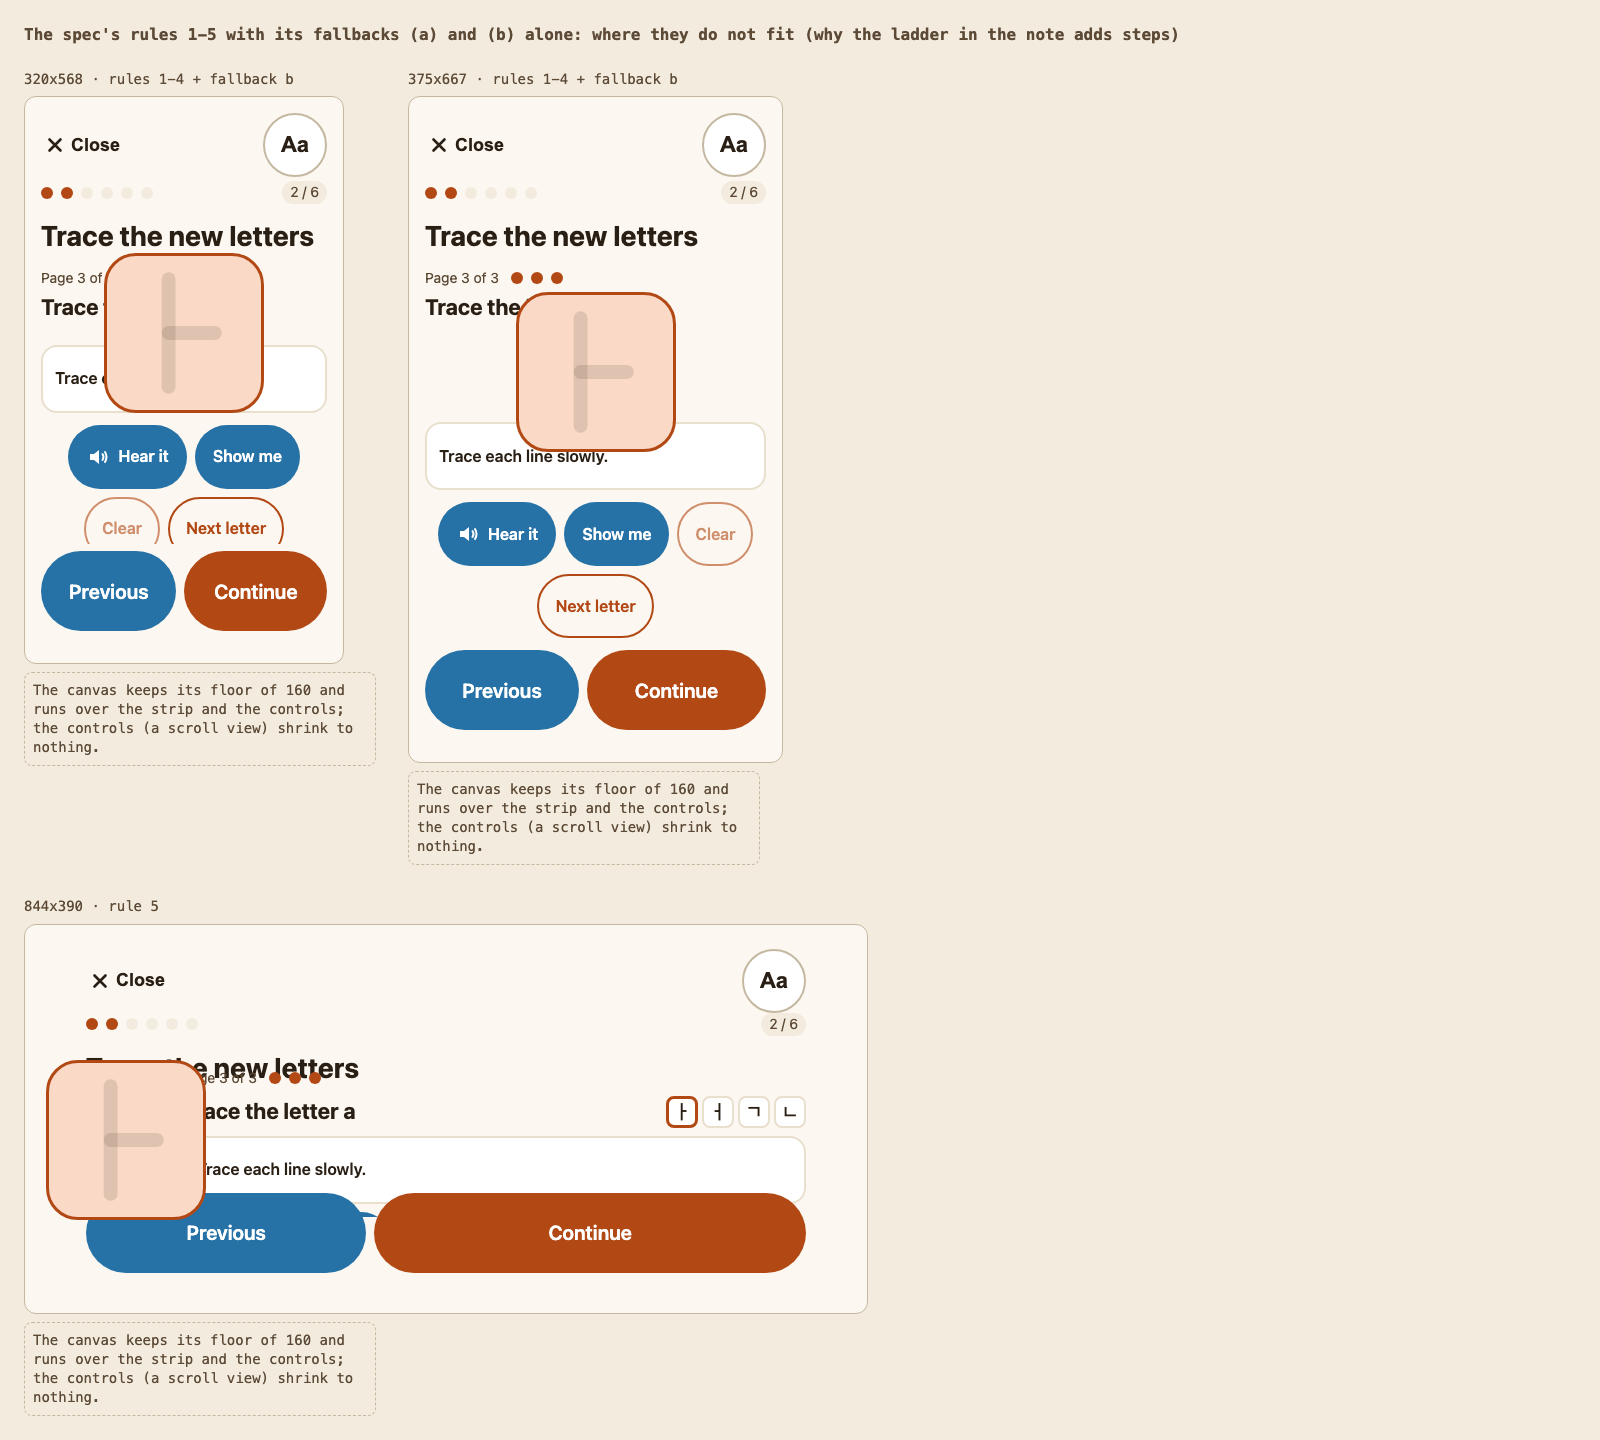 The spec's rules 1–5 with its fallbacks (a) and (b) alone: where they do not fit (why the ladder in the note adds steps)
320x568 · rules 1–4 + fallback b
Close
Aa
2 / 6
Trace the new letters
Page 3 of
Trace
Trace
ㅏ
Hear it
Show me
Clear
Next letter
Previous
Continue
The canvas keeps its floor of 160 and
runs over the strip and the controls;
the controls (a scroll view) shrink to
nothing.
375x667 · rules 1–4 + fallback b
Close
Aa
2 / 6
Trace the new letters
Page 3 of 3
Trace the
ㅏ
Trace each line slowly.
Hear it
Show me
Clear
Next letter
Previous
Continue
The canvas keeps its floor of 160 and
runs over the strip and the controls;
the controls (a scroll view) shrink to
nothing.
844x390 · rule 5
Close
Aa
2 / 6
new letters
3 of 3
the letter a
ㅏ ㅓ ㄱ ㄴ
ㅏ
each line slowly.
Previous
Continue
The canvas keeps its floor of 160 and
runs over the strip and the controls;
the controls (a scroll view) shrink to
nothing.